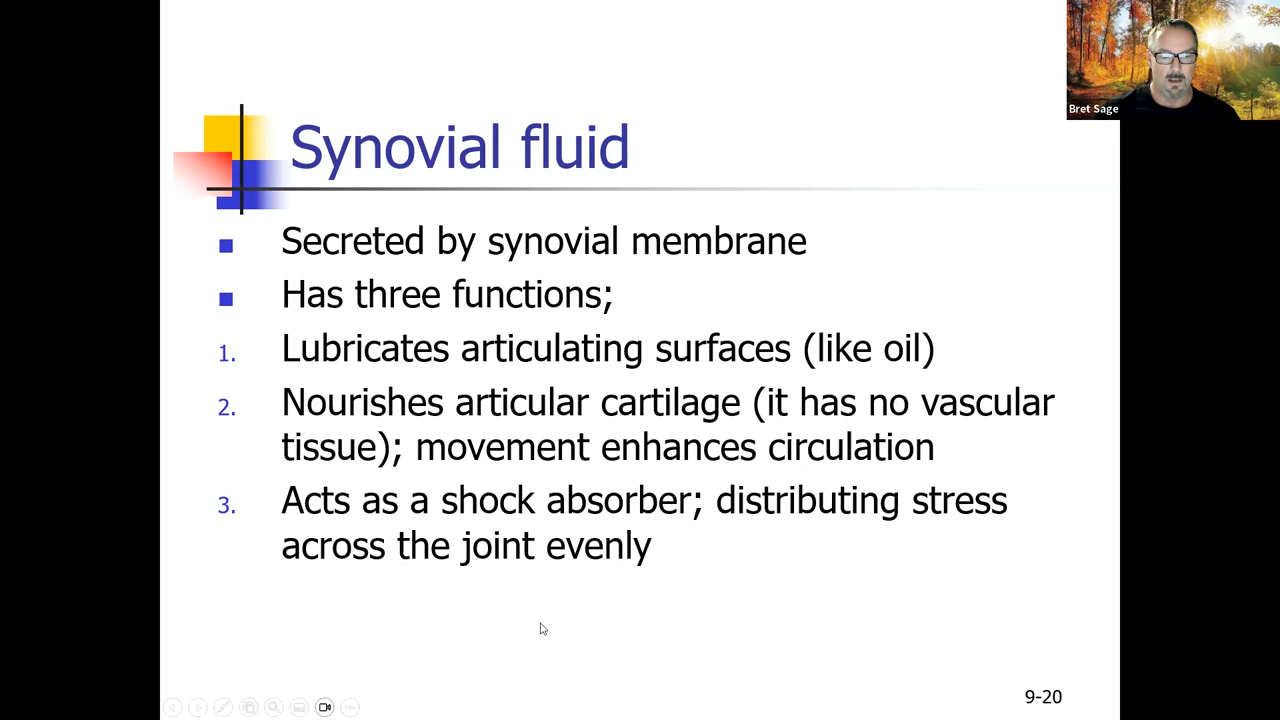 Bret Sage
Synovial fluid
Secreted by synovial membrane
Has three functions;
1. Lubricates articulating surfaces (like oil)
2. Nourishes articular cartilage (it has no vascular
tissue); movement enhances circulation
3. Acts as a shock absorber; distributing stress
across the joint evenly
9-20